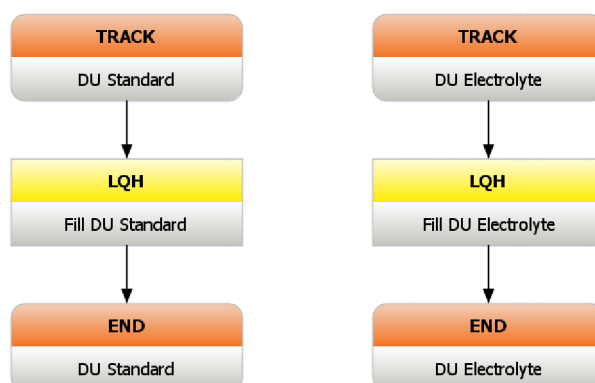 TRACK
DU Standard
LQH
Fill DU Standard
END
DU Standard
TRACK
DU Electrolyte
LQH
Fill DU Electrolyte
END
DU Electrolyte